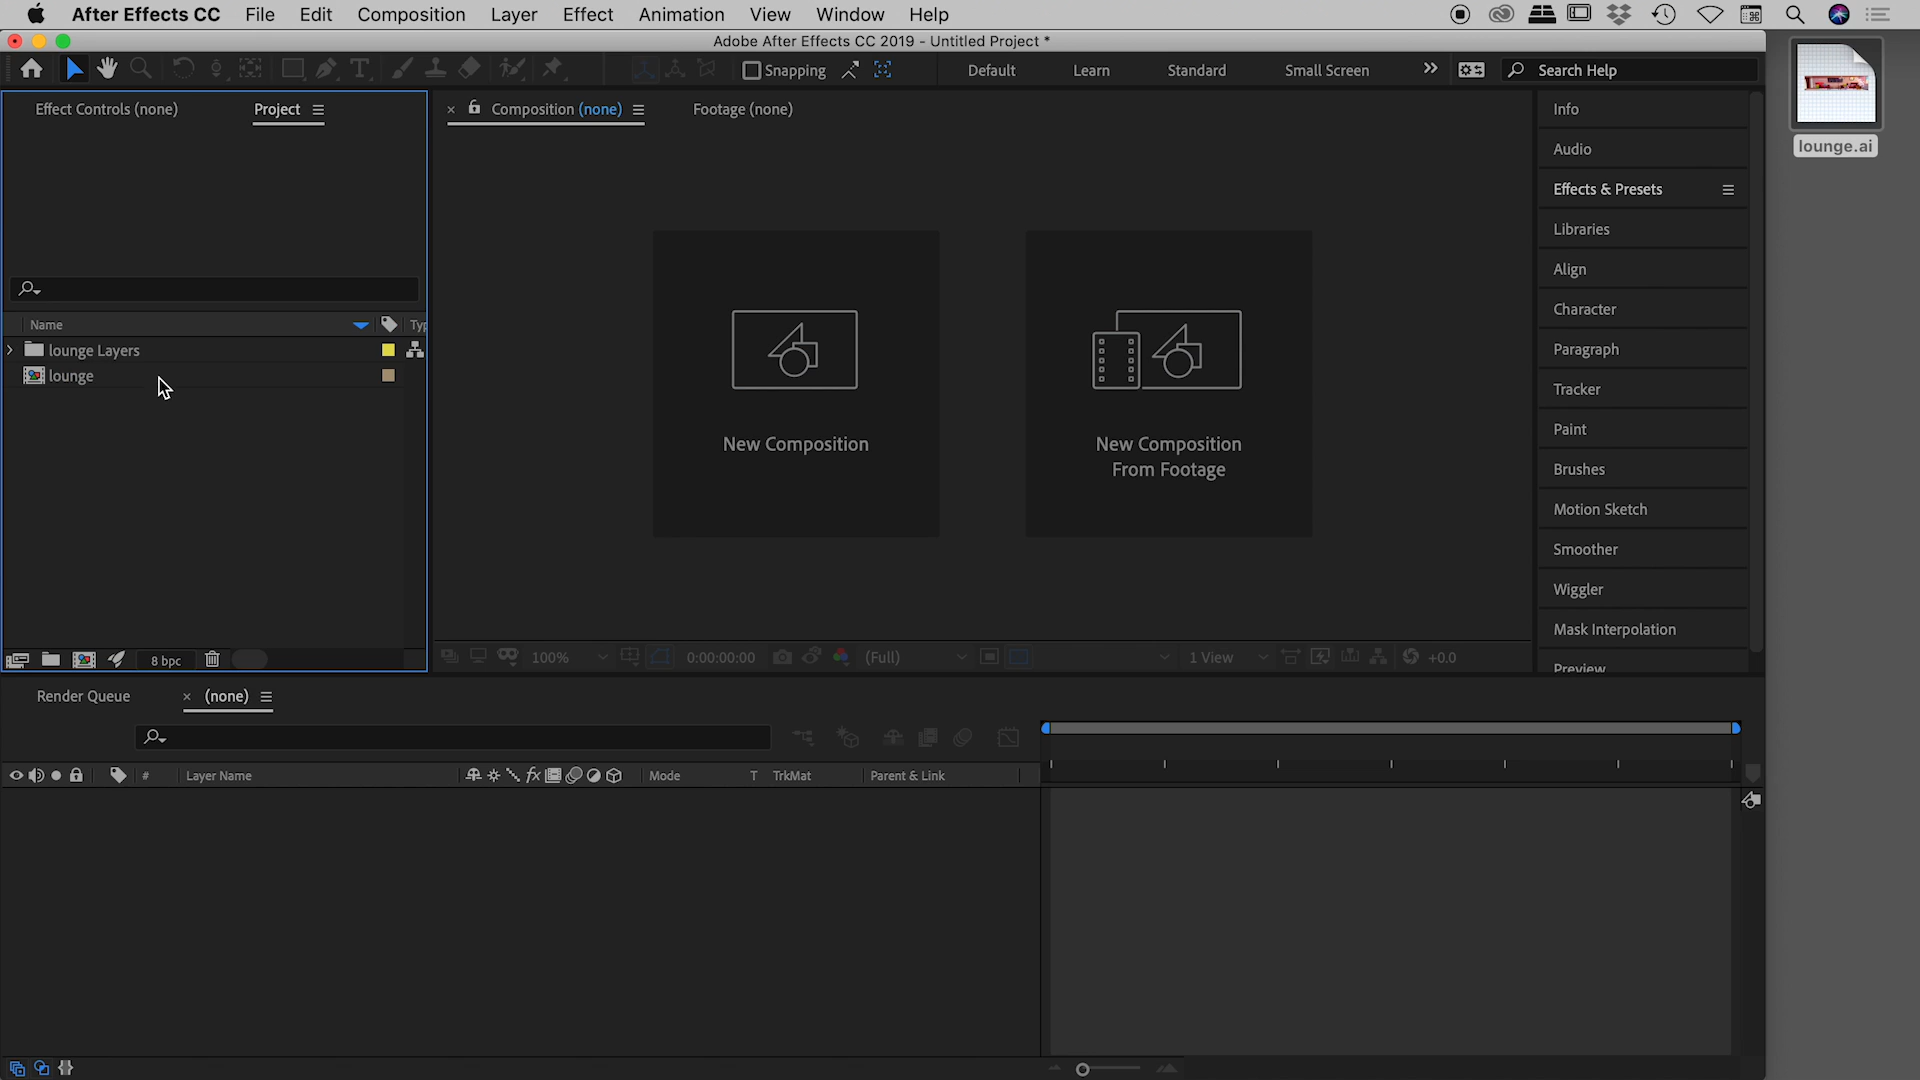 After Effects CC File Edit Composition Layer Effect Animation View Window Help
Adobe After Effects CC 2019 - Untitled Project *
Snapping Default Learn Standard Small Screen Search Help
Effect Controls (none) Project
Composition (none) Footage (none)
New Composition
New Composition
From Footage
Name Typ
lounge Layers
lounge
8 bpc
100% 0:00:00:00 (Full) 1 View +0.0
Info
Audio
Effects & Presets
Libraries
Align
Character
Paragraph
Tracker
Paint
Brushes
Motion Sketch
Smoother
Wiggler
Mask Interpolation
Preview
lounge.ai
Render Queue (none)
# Layer Name fx Mode T TrkMat Parent & Link